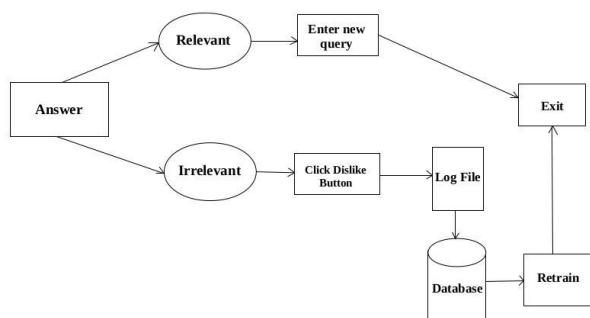 Relevant
Enter new
query
Answer
Exit
Irrelevant
Click Dislike
Button
Log File
Database
Retrain